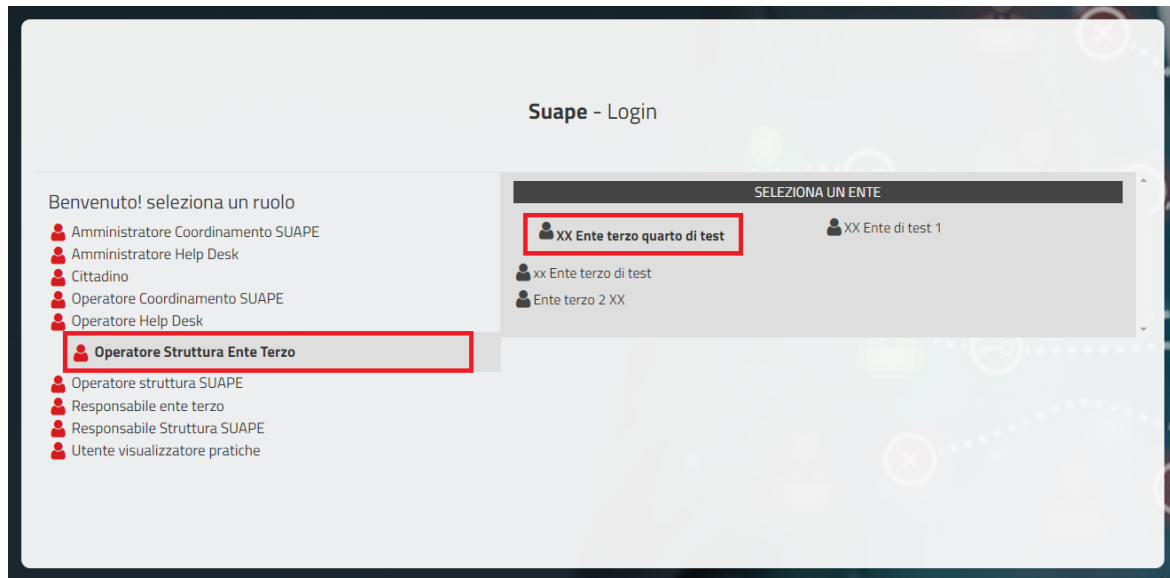 Suape - Login
Benvenuto! seleziona un ruolo
Amministratore Coordinamento SUAPE
Amministratore Help Desk
Cittadino
Operatore Coordinamento SUAPE
Operatore Help Desk
Operatore Struttura Ente Terzo
Operatore struttura SUAPE
Responsabile ente terzo
Responsabile Struttura SUAPE
Utente visualizzatore pratiche
SELEZIONA UN ENTE
XX Ente terzo quarto di test
XX Ente di test 1
xx Ente terzo di test
Ente terzo 2 XX